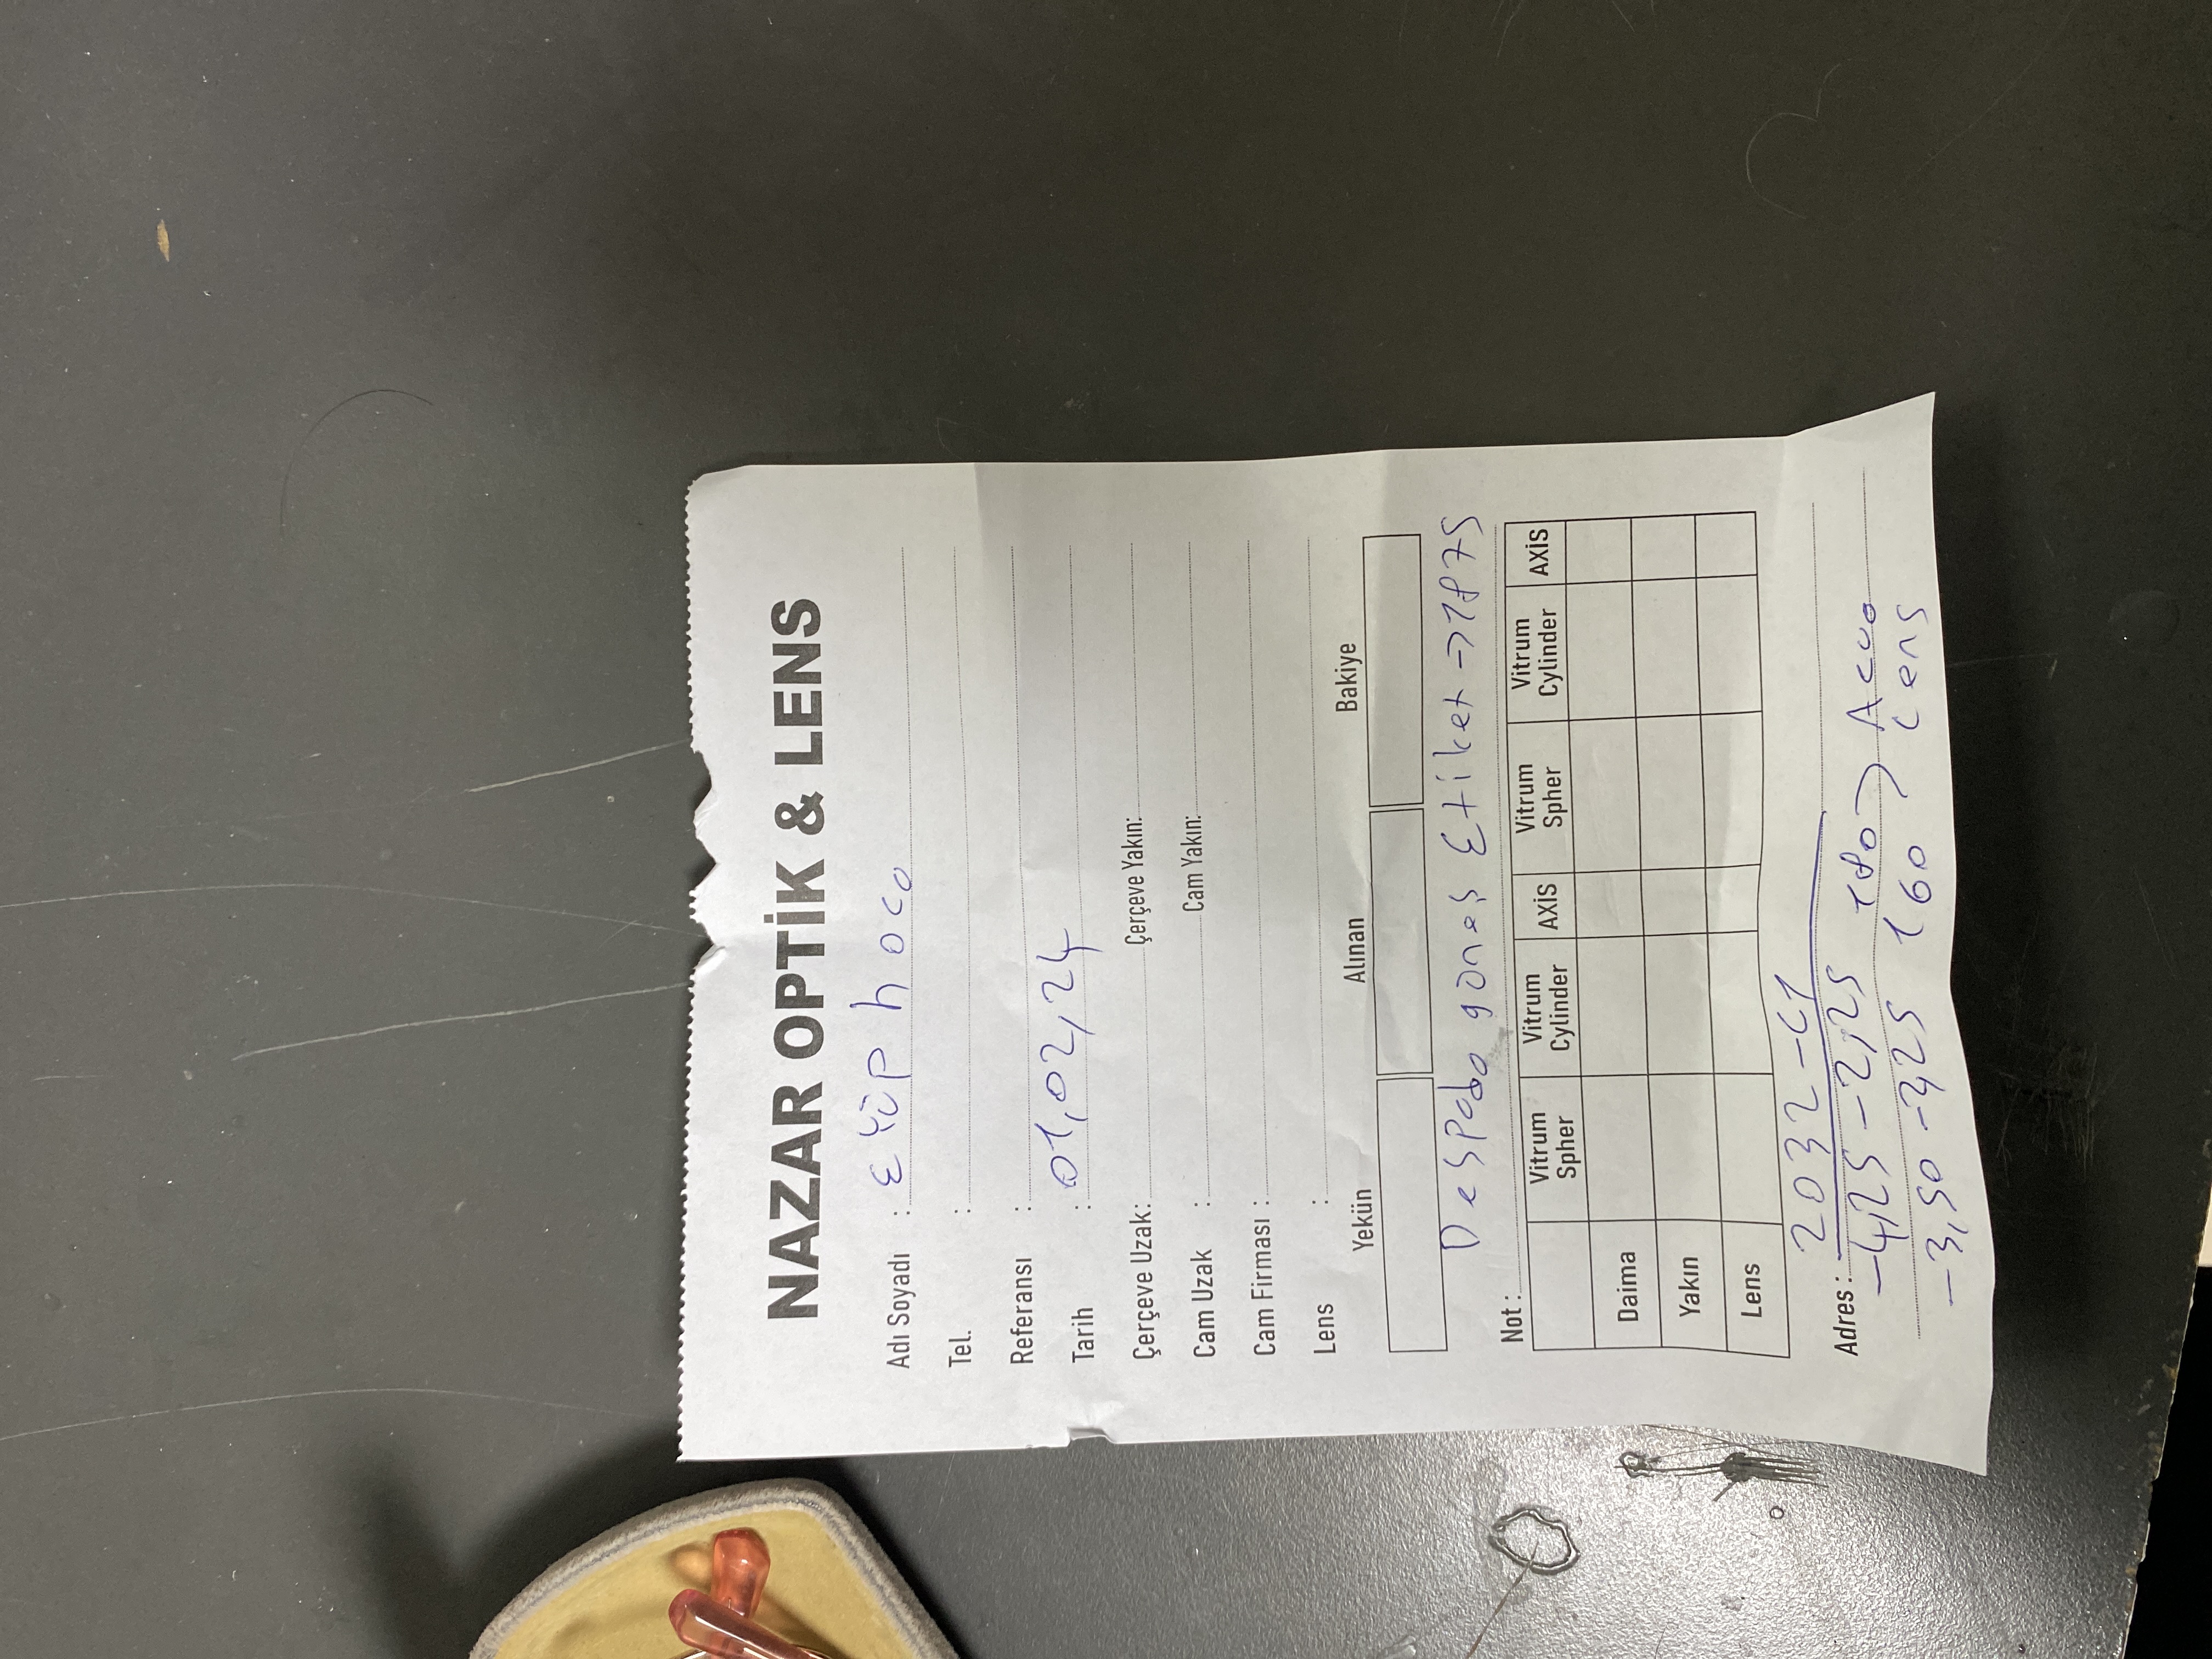 NAZAR OPTİK & LENS
Adı Soyadı : Eyüp hoca
Tel. :
Referansı :
Tarih : 01,02,24
Çerçeve Uzak: Çerçeve Yakın:
Cam Uzak : Cam Yakın:
Cam Firması :
Lens :
Yekün Alınan Bakiye
Despada güneş Etiket → 1875
Not :
Vitrum Spher Vitrum Cylinder AXİS Vitrum Spher Vitrum Cylinder AXİS
Daima
Yakın
Lens
2032-C1
Adres :
-4,25 -2,25 180 > Acuo
-3,50 -2,25 160 Lens